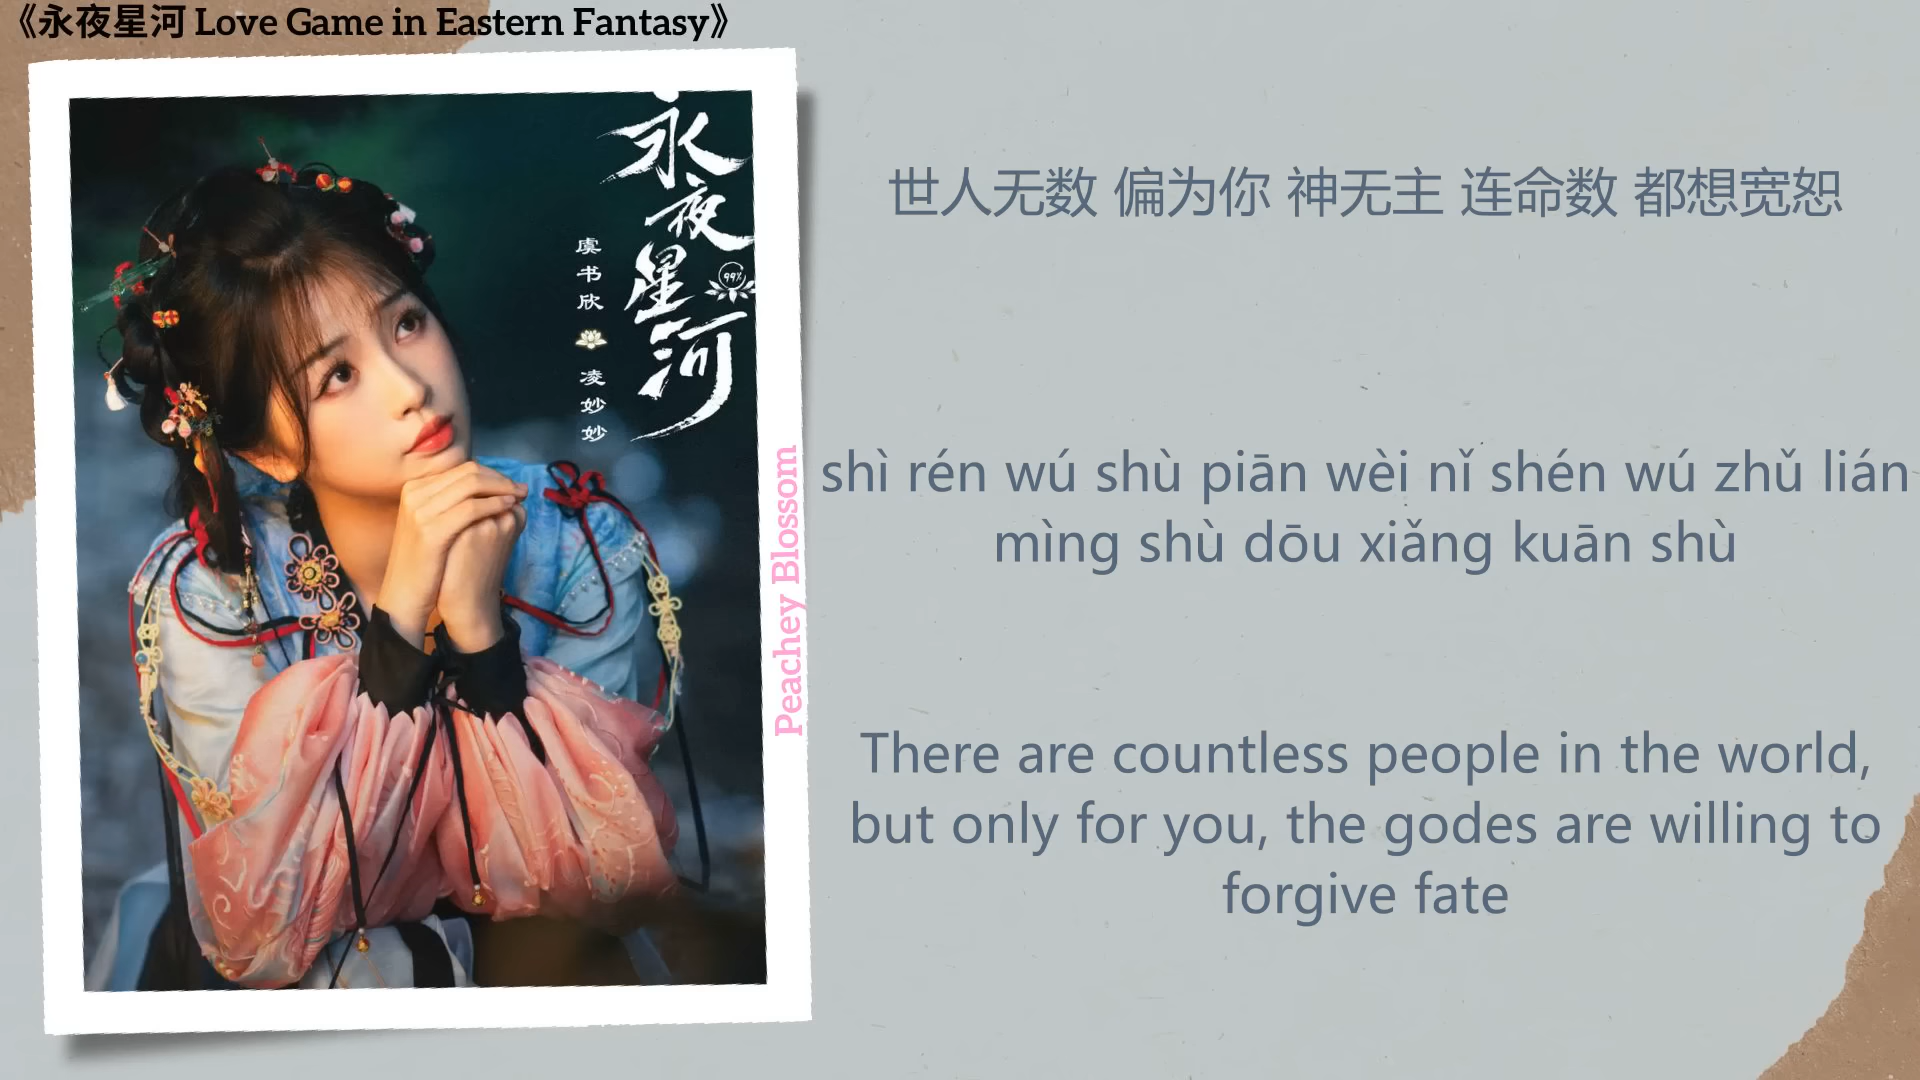 《永夜星河 Love Game in Eastern Fantasy》
永夜星河
99%
虞书欣
凌妙妙
Peachey Blossom
世人无数 偏为你 神无主 连命数 都想宽恕
shì rén wú shù piān wèi nǐ shén wú zhǔ lián
mìng shù dōu xiǎng kuān shù
There are countless people in the world,
but only for you, the godes are willing to
forgive fate